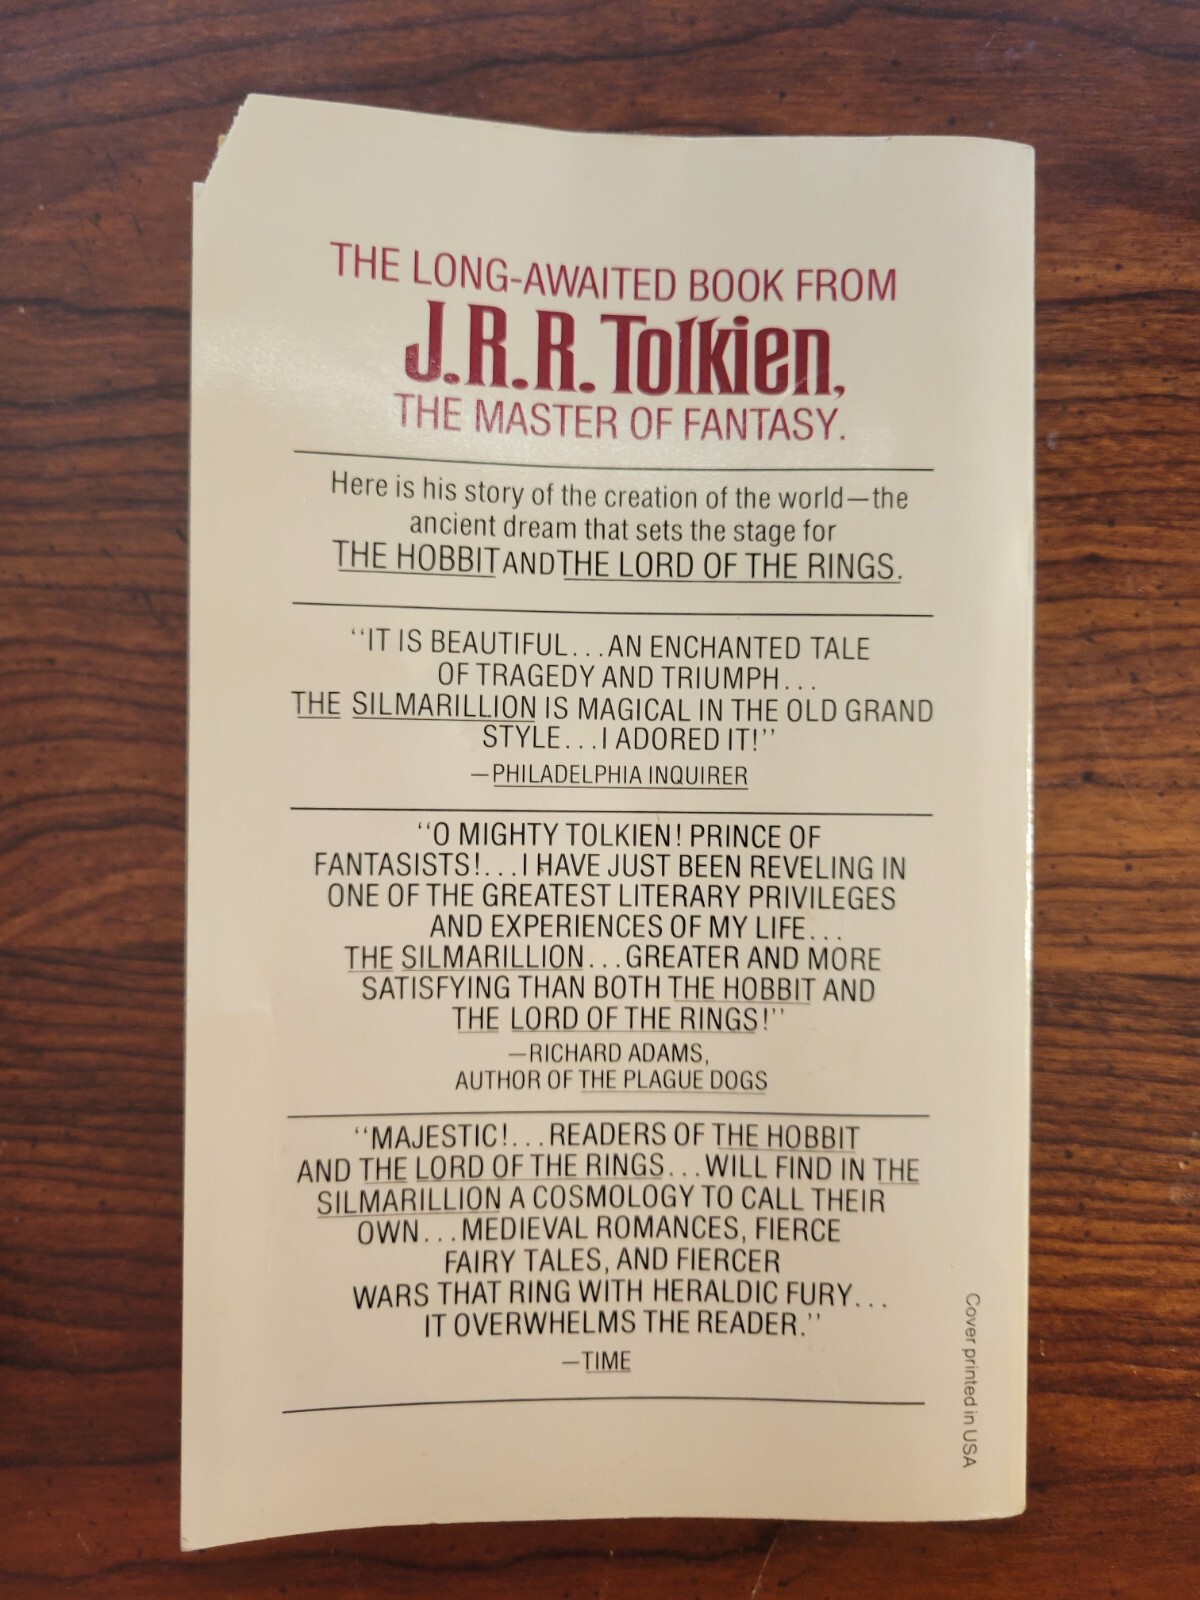 THE LONG-AWAITED BOOK FROM
J.R.R. Tolkien,
THE MASTER OF FANTASY.
Here is his story of the creation of the world—the
ancient dream that sets the stage for
THE HOBBIT AND THE LORD OF THE RINGS.
“IT IS BEAUTIFUL...AN ENCHANTED TALE
OF TRAGEDY AND TRIUMPH...
THE SILMARILLION IS MAGICAL IN THE OLD GRAND
STYLE...I ADORED IT!”
—PHILADELPHIA INQUIRER
“O MIGHTY TOLKIEN! PRINCE OF
FANTASISTS!...I HAVE JUST BEEN REVELING IN
ONE OF THE GREATEST LITERARY PRIVILEGES
AND EXPERIENCES OF MY LIFE...
THE SILMARILLION...GREATER AND MORE
SATISFYING THAN BOTH THE HOBBIT AND
THE LORD OF THE RINGS!”
—RICHARD ADAMS,
AUTHOR OF THE PLAGUE DOGS
“MAJESTIC!...READERS OF THE HOBBIT
AND THE LORD OF THE RINGS...WILL FIND IN THE
SILMARILLION A COSMOLOGY TO CALL THEIR
OWN...MEDIEVAL ROMANCES, FIERCE
FAIRY TALES, AND FIERCER
WARS THAT RING WITH HERALDIC FURY...
IT OVERWHELMS THE READER.”
—TIME
Cover printed in USA